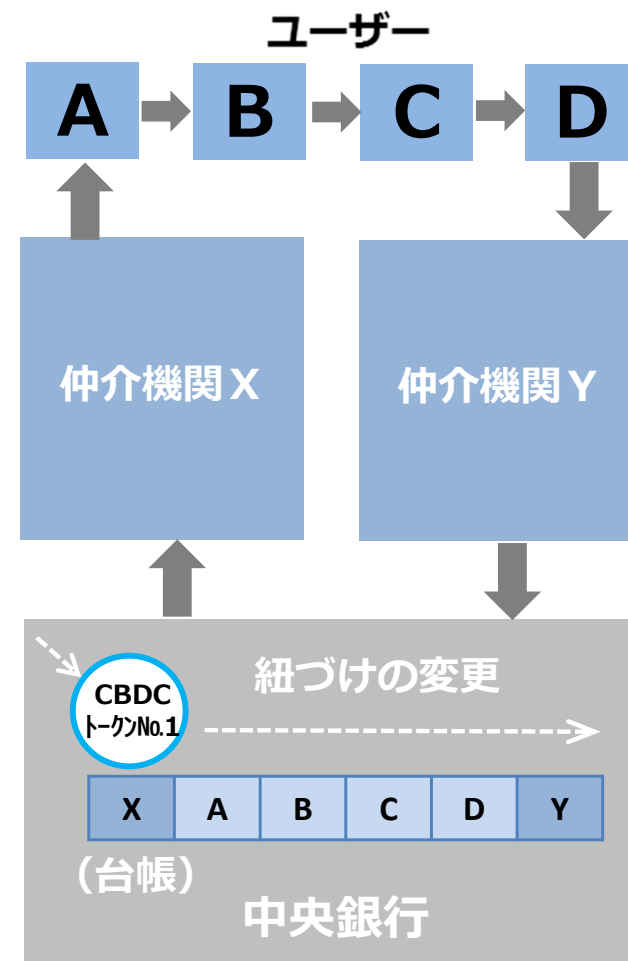 ユーザー
A B C D
仲介機関X 仲介機関Y
紐づけの変更
CBDC
トークンNo.1
X A B C D Y
（台帳）
中央銀行